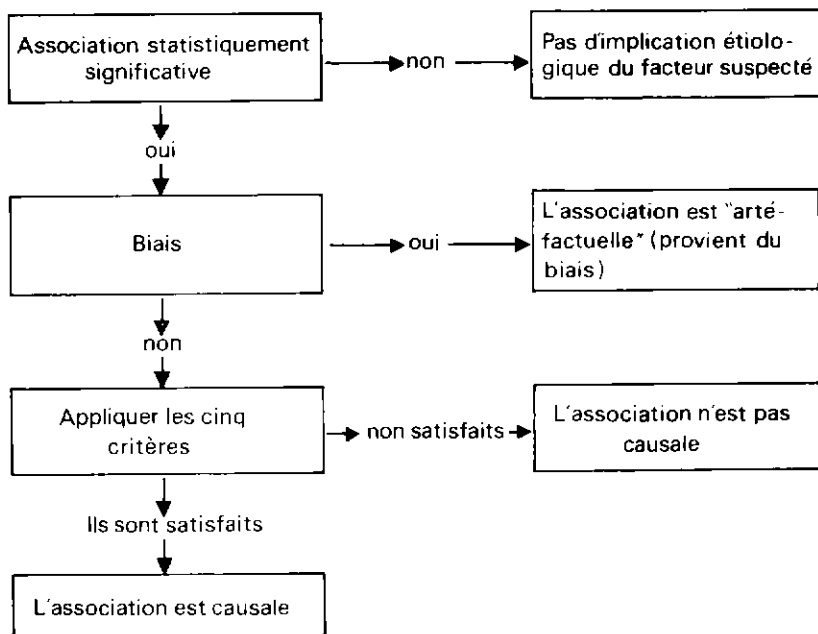 Association statistiquement
significative
non
Pas d'implication étiolo-
gique du facteur suspecté
oui
Biais
oui
L'association est "arté-
factuelle" (provient du
biais)
non
Appliquer les cinq
critères
non satisfaits
L'association n'est pas
causale
Ils sont satisfaits
L'association est causale